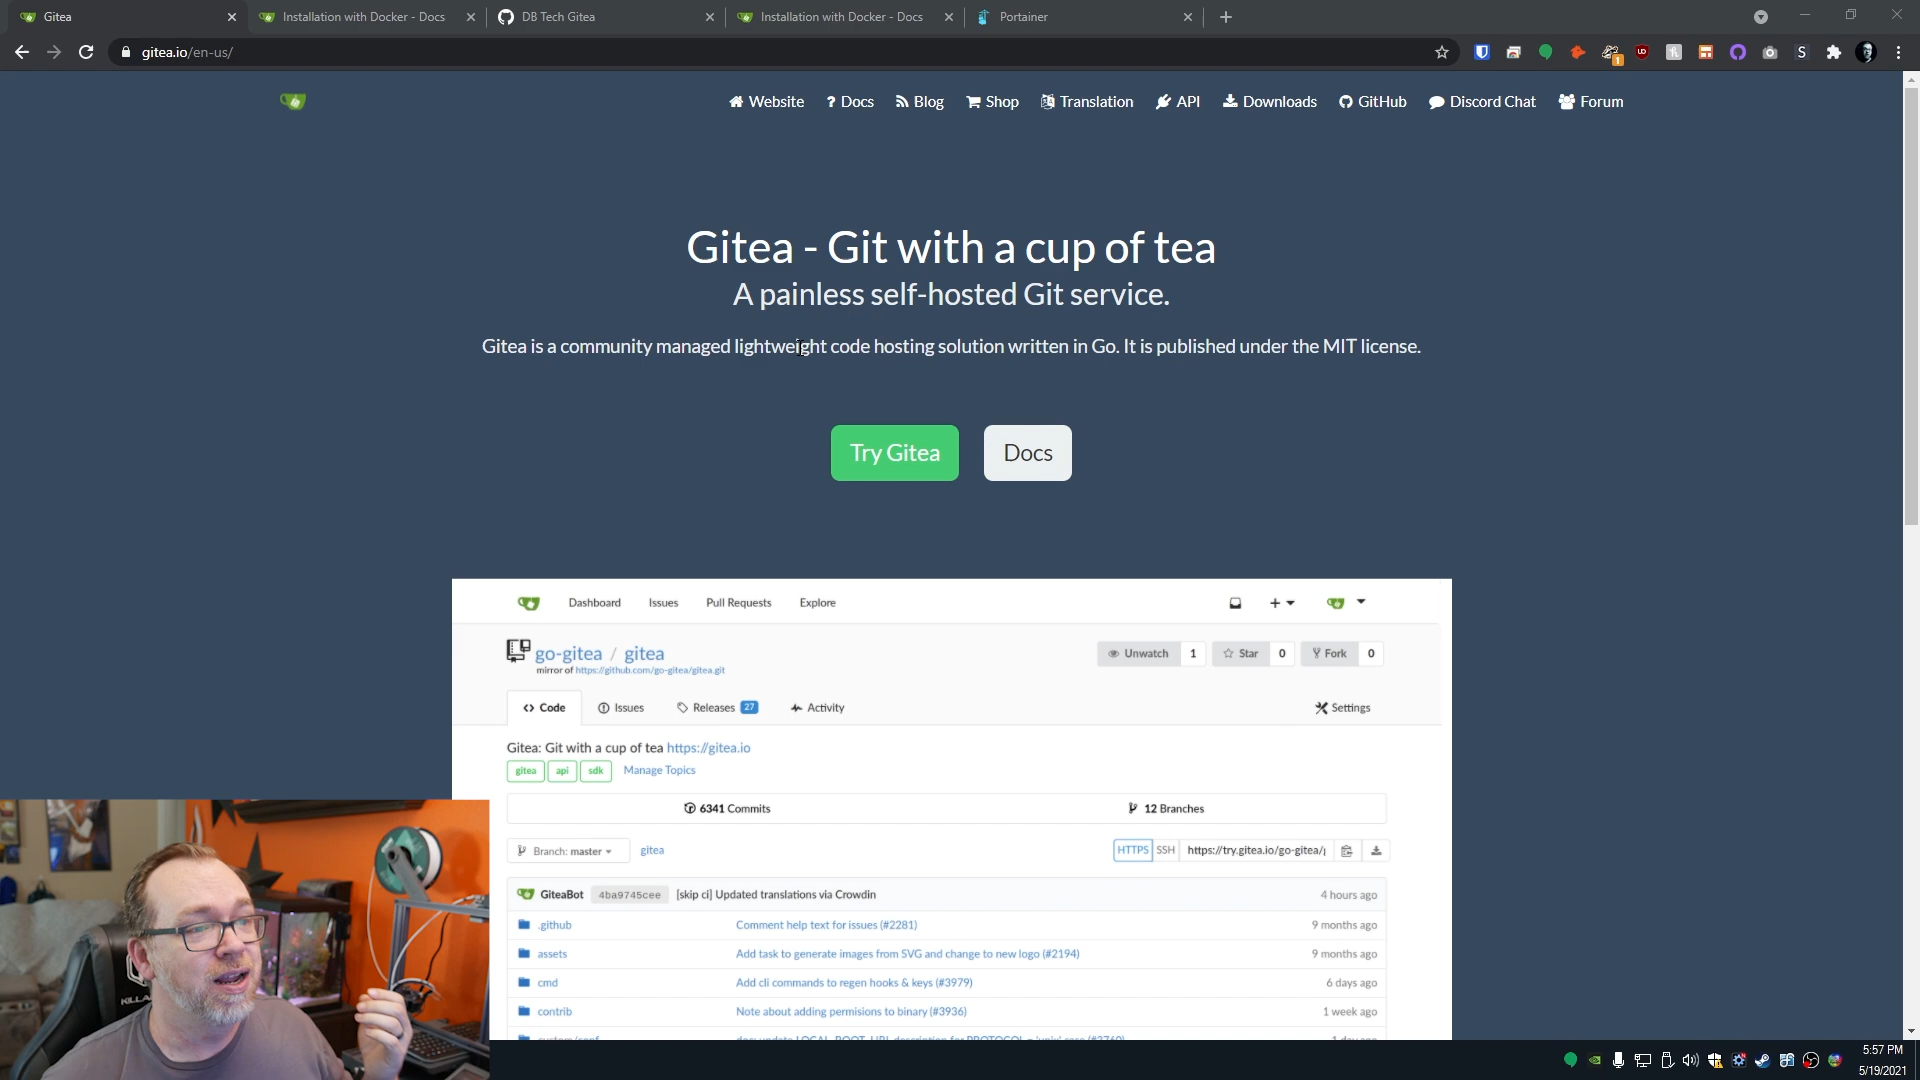 Gitea
Installation with Docker - Docs
DB Tech Gitea
Installation with Docker - Docs
Portainer
gitea.io/en-us/
1
S
Website
? Docs
Blog
Shop
Translation
API
Downloads
GitHub
Discord Chat
Forum
Gitea - Git with a cup of tea
A painless self-hosted Git service.
Gitea is a community managed lightweight code hosting solution written in Go. It is published under the MIT license.
Try Gitea
Docs
Dashboard
Issues
Pull Requests
Explore
go-gitea / gitea
mirror of https://github.com/go-gitea/gitea.git
Unwatch 1
Star 0
Fork 0
Code
Issues
Releases 27
Activity
Settings
Gitea: Git with a cup of tea https://gitea.io
gitea api sdk Manage Topics
6341 Commits
12 Branches
Branch: master
gitea
HTTPS SSH https://try.gitea.io/go-gitea/
GiteaBot 4ba9745cee [skip ci] Updated translations via Crowdin 4 hours ago
.github Comment help text for issues (#2281) 9 months ago
assets Add task to generate images from SVG and change to new logo (#2194) 9 months ago
cmd Add cli commands to regen hooks & keys (#3979) 6 days ago
contrib Note about adding permisions to binary (#3936) 1 week ago
5:57 PM
5/19/2021